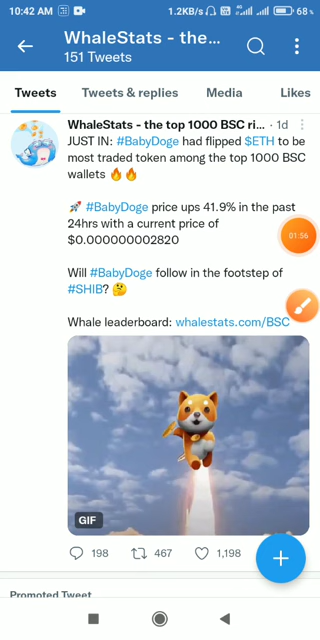 10:42 AM
1.2KB/s
4G
68
WhaleStats - the...
151 Tweets
Tweets
Tweets & replies
Media
Likes
WhaleStats - the top 1000 BSC ri... · 1d
JUST IN: #BabyDoge had flipped $ETH to be
most traded token among the top 1000 BSC
wallets 🔥🔥
🚀 #BabyDoge price ups 41.9% in the past
24hrs with a current price of
$0.000000002820
01:56
Will #BabyDoge follow in the footstep of
#SHIB? 🤔
Whale leaderboard: whalestats.com/BSC
GIF
198
467
1,198
Promoted Tweet